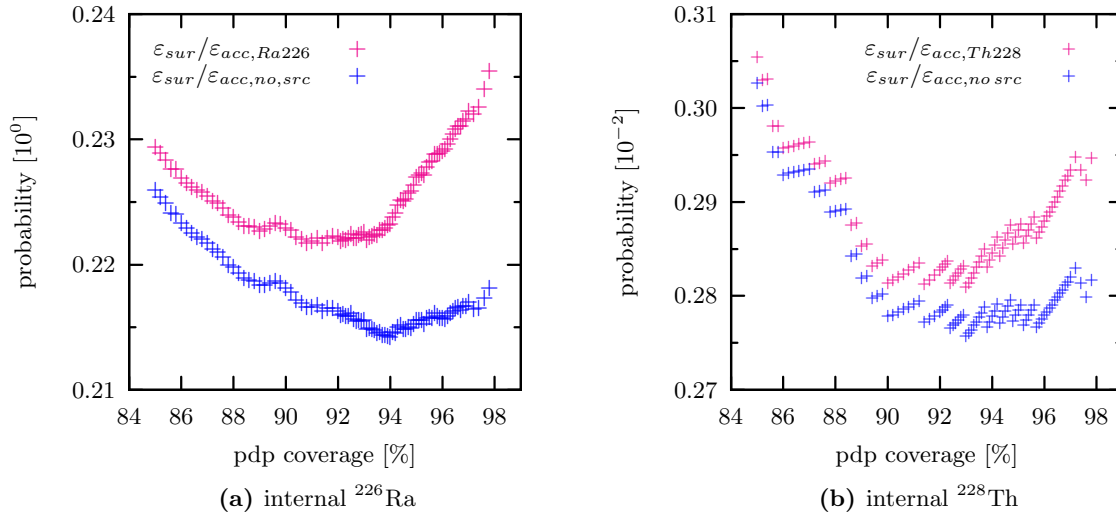 0.24
0.23
0.22
0.21
probability [10⁰]
ε_sur/ε_acc,Ra226
ε_sur/ε_acc,no,src
84 86 88 90 92 94 96 98
pdp coverage [%]
(a) internal ²²⁶Ra
0.31
0.30
0.29
0.28
0.27
probability [10⁻²]
ε_sur/ε_acc,Th228
ε_sur/ε_acc,no src
84 86 88 90 92 94 96 98
pdp coverage [%]
(b) internal ²²⁸Th